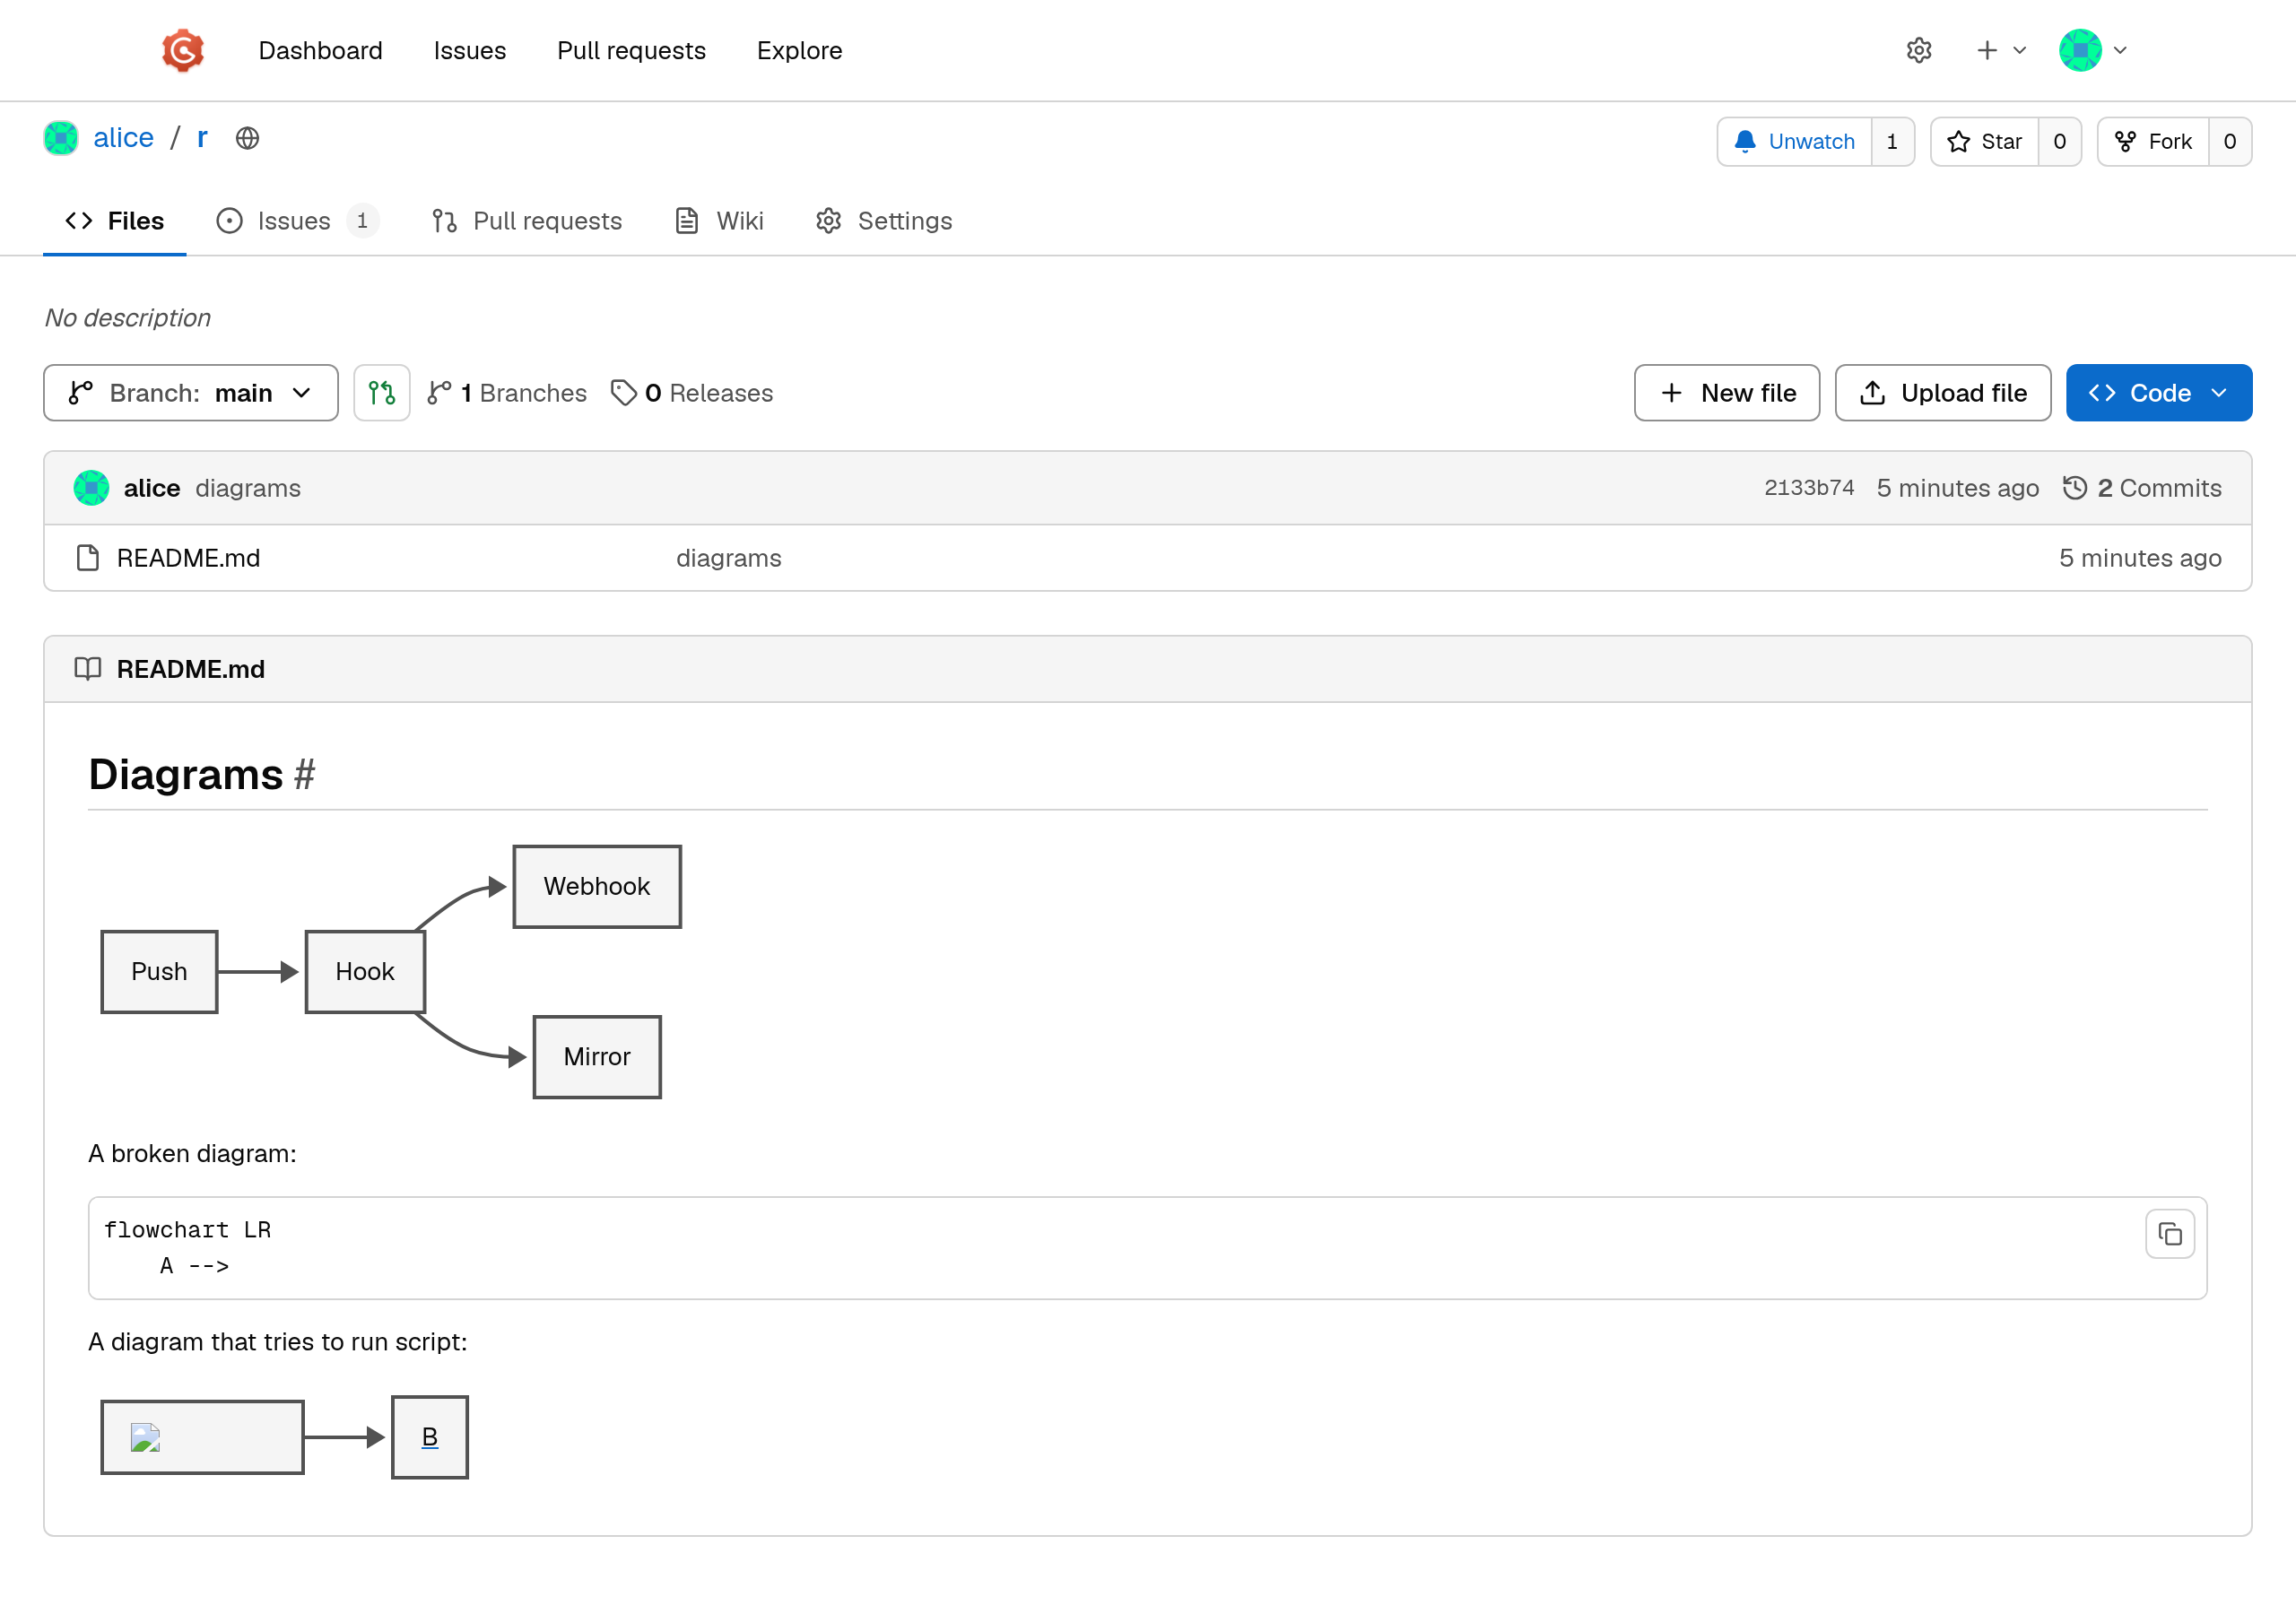 Dashboard Issues Pull requests Explore
alice / r
Unwatch 1 Star 0 Fork 0
Files Issues 1 Pull requests Wiki Settings
No description
Branch: main 1 Branches 0 Releases New file Upload file Code
alice diagrams 2133b74 5 minutes ago 2 Commits
README.md diagrams 5 minutes ago
README.md
Diagrams #
Webhook
Push Hook
Mirror
A broken diagram:
flowchart LR
    A -->
A diagram that tries to run script:
B